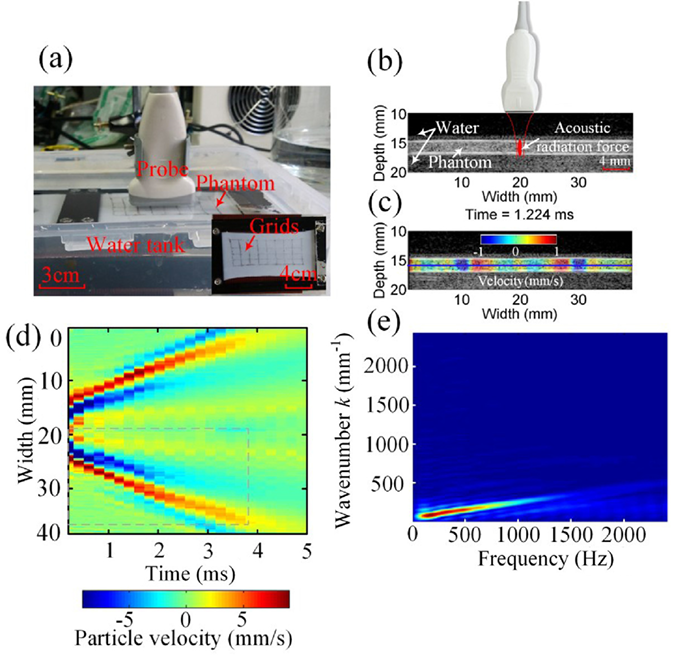 (a)
Probe
Phantom
Grids
Water tank
3cm
4cm
(b)
10
15
20
Depth (mm)
Water
Phantom
Acoustic
radiation force
4 mm
10 20 30
Width (mm)
Time = 1.224 ms
(c)
10
15
20
Depth (mm)
-1 0 1
Velocity(mm/s)
10 20 30
Width (mm)
(d)
0
10
20
30
40
Width (mm)
1 2 3 4 5
Time (ms)
-5 0 5
Particle velocity (mm/s)
(e)
2000
1500
1000
500
Wavenumber k (mm⁻¹)
0 500 1000 1500 2000
Frequency (Hz)